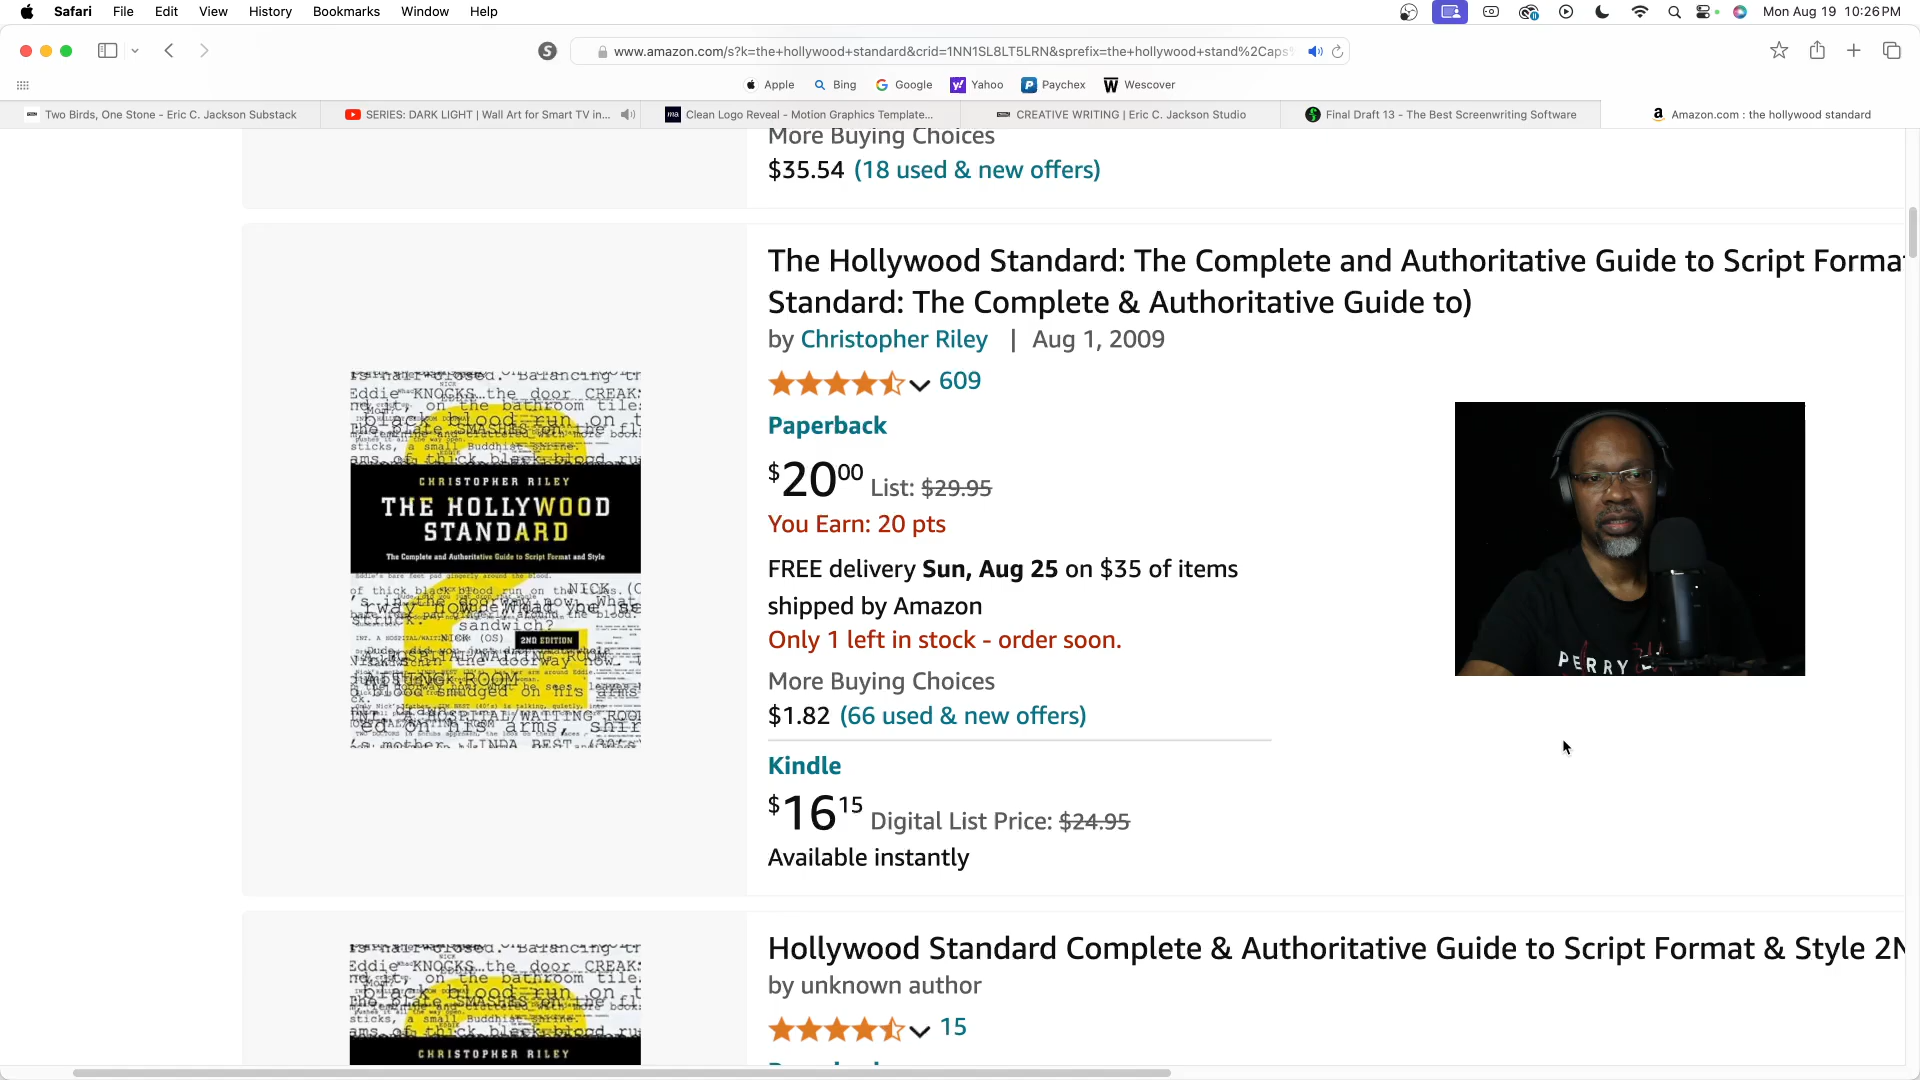 Safari File Edit View History Bookmarks Window Help Mon Aug 19 10:26 PM
www.amazon.com/s?k=the+hollywood+standard&crid=1NN1SL8LT5LRN&sprefix=the+hollywood+stand%2Caps
Apple Bing Google Yahoo Paychex Wescover
Two Birds, One Stone - Eric C. Jackson Substack
SERIES: DARK LIGHT | Wall Art for Smart TV in...
Clean Logo Reveal - Motion Graphics Template...
CREATIVE WRITING | Eric C. Jackson Studio
Final Draft 13 - The Best Screenwriting Software
Amazon.com : the hollywood standard
More Buying Choices
$35.54 (18 used & new offers)
The Hollywood Standard: The Complete and Authoritative Guide to Script Format
Standard: The Complete & Authoritative Guide to)
by Christopher Riley | Aug 1, 2009
609
Paperback
$2000 List: $29.95
You Earn: 20 pts
FREE delivery Sun, Aug 25 on $35 of items
shipped by Amazon
Only 1 left in stock - order soon.
More Buying Choices
$1.82 (66 used & new offers)
Kindle
$1615 Digital List Price: $24.95
Available instantly
CHRISTOPHER RILEY
THE HOLLYWOOD
STANDARD
The Complete and Authoritative Guide to Script Format and Style
2ND EDITION
PERRY
Hollywood Standard Complete & Authoritative Guide to Script Format & Style 2N
by unknown author
15
CHRISTOPHER RILEY